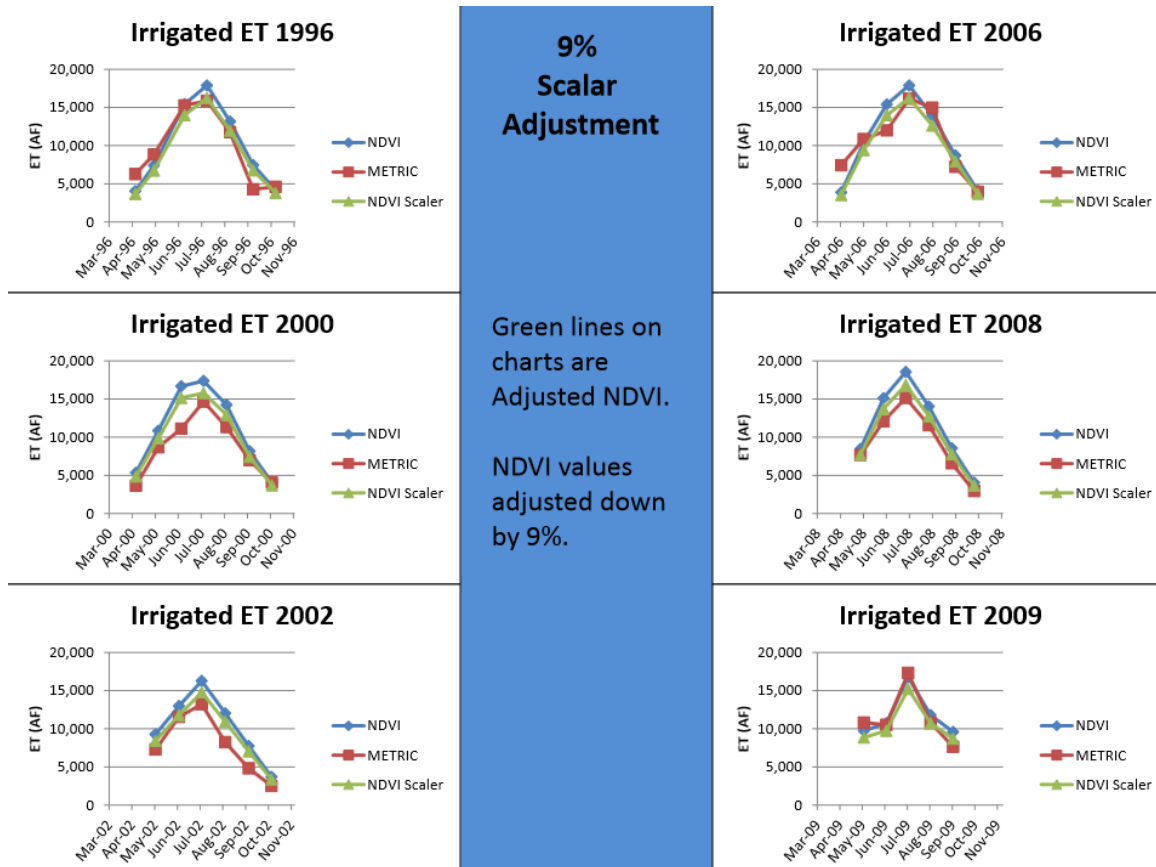 Irrigated ET 1996
20,000
15,000
10,000
5,000
0
ET (AF)
Mar-96
Apr-96
May-96
Jun-96
Jul-96
Aug-96
Sep-96
Oct-96
Nov-96
NDVI
METRIC
NDVI Scaler
9%
Scalar
Adjustment
Irrigated ET 2006
20,000
15,000
10,000
5,000
0
ET (AF)
Mar-06
Apr-06
May-06
Jun-06
Jul-06
Aug-06
Sep-06
Oct-06
Nov-06
NDVI
METRIC
NDVI Scaler
Irrigated ET 2000
20,000
15,000
10,000
5,000
0
ET (AF)
Mar-00
Apr-00
May-00
Jun-00
Jul-00
Aug-00
Sep-00
Oct-00
Nov-00
NDVI
METRIC
NDVI Scaler
Green lines on
charts are
Adjusted NDVI.
NDVI values
adjusted down
by 9%.
Irrigated ET 2008
20,000
15,000
10,000
5,000
0
ET (AF)
Mar-08
Apr-08
May-08
Jun-08
Jul-08
Aug-08
Sep-08
Oct-08
Nov-08
NDVI
METRIC
NDVI Scaler
Irrigated ET 2002
20,000
15,000
10,000
5,000
0
ET (AF)
Mar-02
Apr-02
May-02
Jun-02
Jul-02
Aug-02
Sep-02
Oct-02
Nov-02
NDVI
METRIC
NDVI Scaler
Irrigated ET 2009
20,000
15,000
10,000
5,000
0
ET (AF)
Mar-09
Apr-09
May-09
Jun-09
Jul-09
Aug-09
Sep-09
Oct-09
Nov-09
NDVI
METRIC
NDVI Scaler